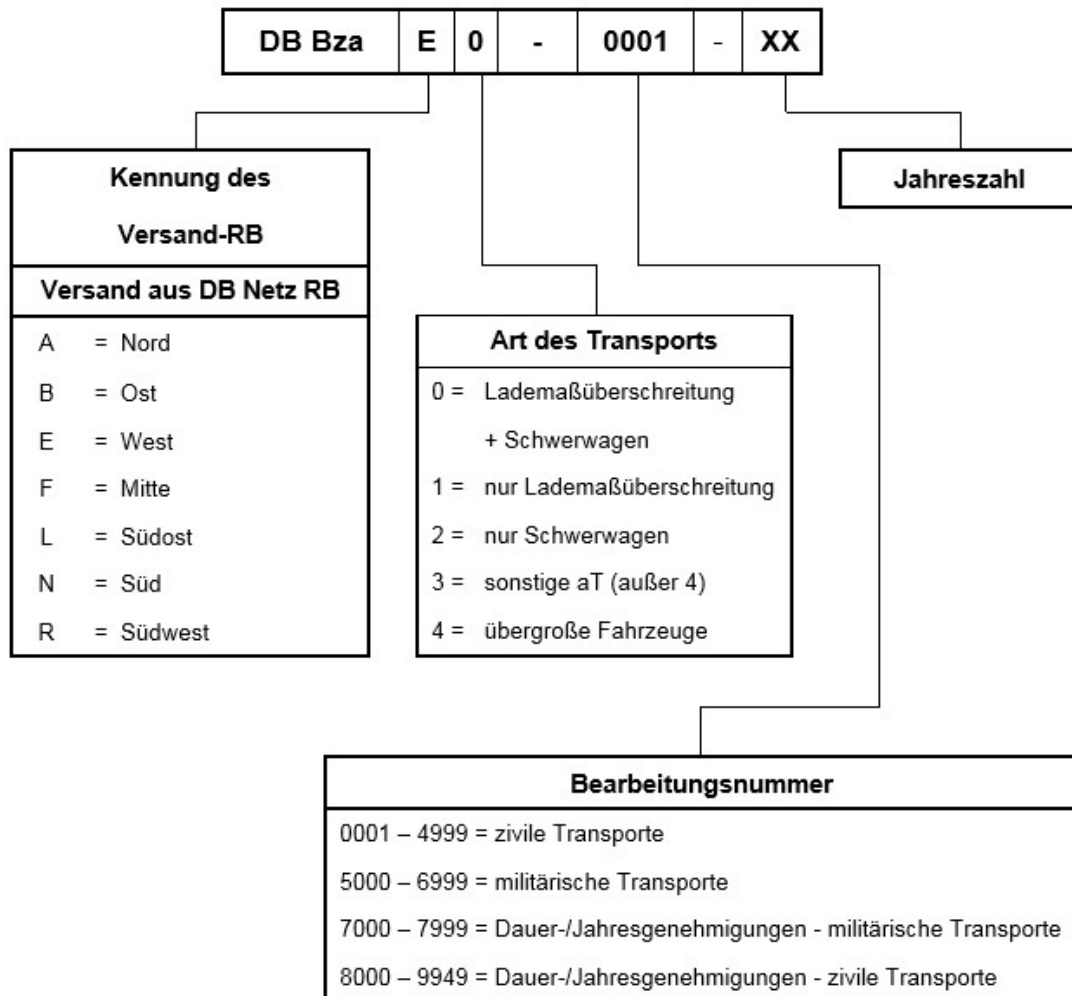 DB Bza E 0 - 0001 - XX
Kennung des
Versand-RB
Versand aus DB Netz RB
A = Nord
B = Ost
E = West
F = Mitte
L = Südost
N = Süd
R = Südwest
Art des Transports
0 = Lademaßüberschreitung
+ Schwerwagen
1 = nur Lademaßüberschreitung
2 = nur Schwerwagen
3 = sonstige aT (außer 4)
4 = übergroße Fahrzeuge
Jahreszahl
Bearbeitungsnummer
0001 – 4999 = zivile Transporte
5000 – 6999 = militärische Transporte
7000 – 7999 = Dauer-/Jahresgenehmigungen - militärische Transporte
8000 – 9949 = Dauer-/Jahresgenehmigungen - zivile Transporte